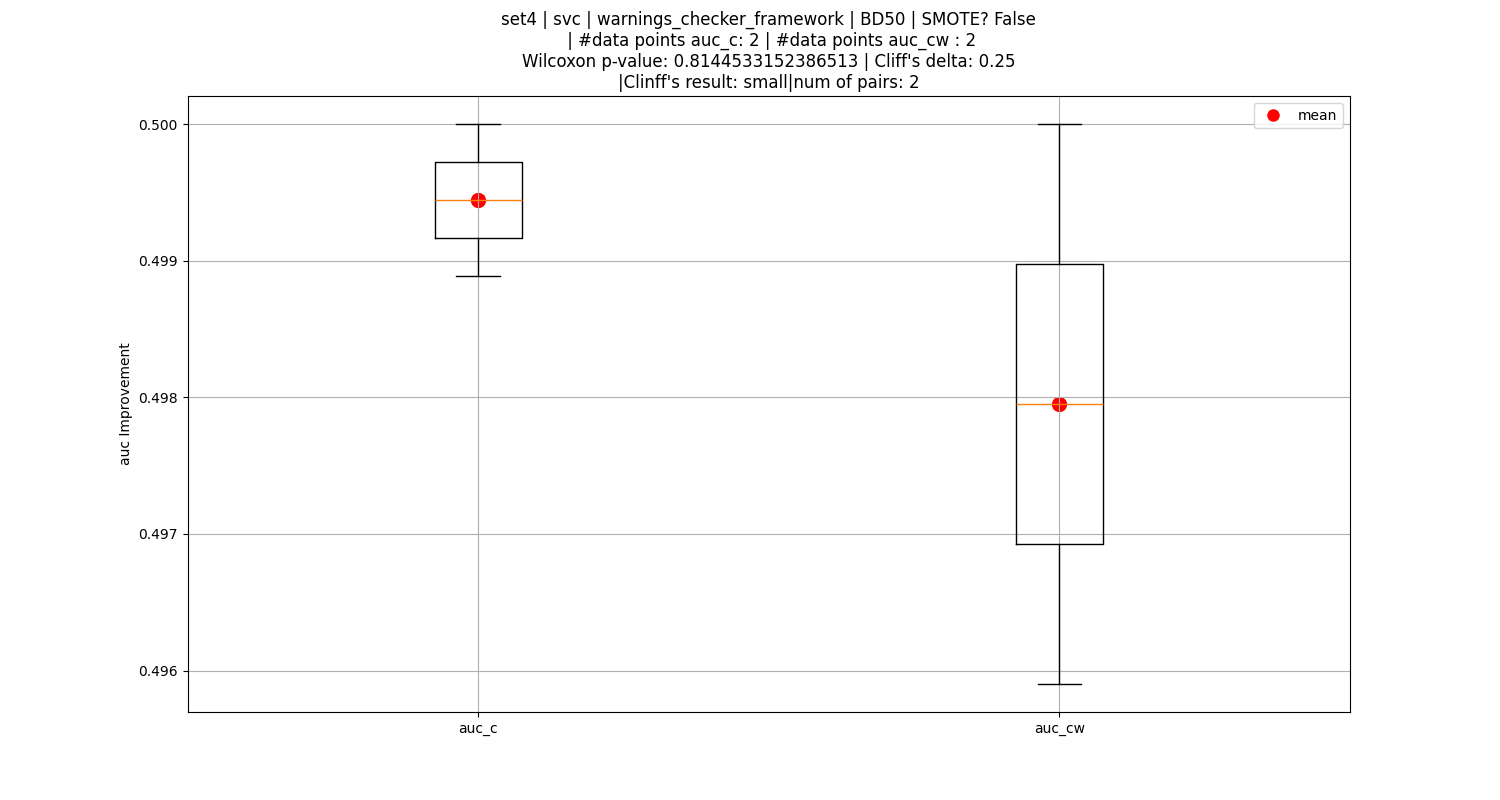 set4 | svc | warnings_checker_framework | BD50 | SMOTE? False
| #data points auc_c: 2 | #data points auc_cw : 2
Wilcoxon p-value: 0.8144533152386513 | Cliff's delta: 0.25
|Clinff's result: small|num of pairs: 2
mean
0.500
0.499
0.498
0.497
0.496
auc Improvement
auc_c
auc_cw